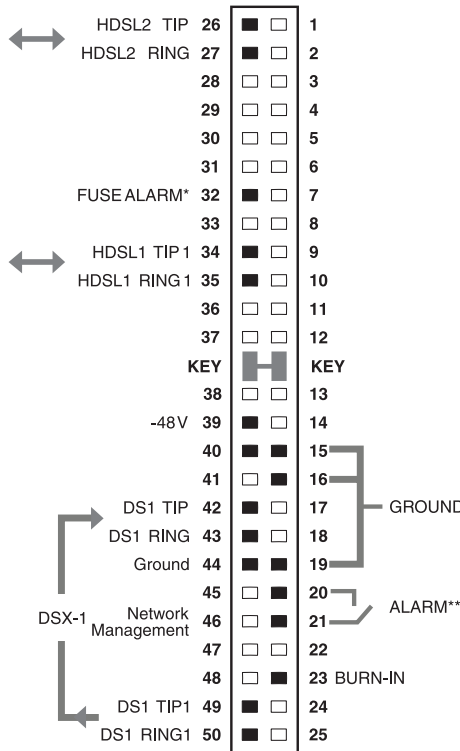 HDSL2 TIP 26 1
HDSL2 RING 27 2
28 3
29 4
30 5
31 6
FUSE ALARM* 32 7
33 8
HDSL1 TIP 1 34 9
HDSL1 RING 1 35 10
36 11
37 12
KEY KEY
38 13
-48V 39 14
40 15
41 16
DS1 TIP 42 17 GROUND
DS1 RING 43 18
Ground 44 19
45 20
ALARM**
DSX-1 Network
Management 46 21
47 22
48 23 BURN-IN
DS1 TIP1 49 24
DS1 RING1 50 25